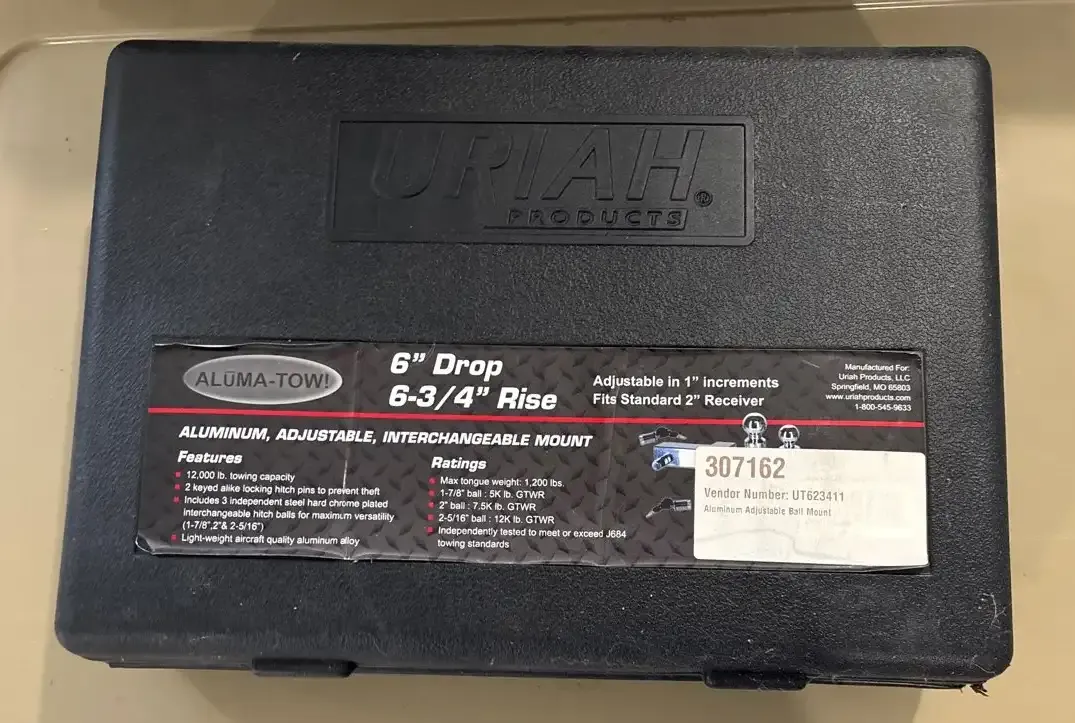 URIAH®
PRODUCTS
ALŪMA-TOW!
6” Drop
6-3/4” Rise
Adjustable in 1” increments
Fits Standard 2” Receiver
Manufactured For:
Uriah Products, LLC
Springfield, MO 65803
www.uriahproducts.com
1-800-545-9633
ALUMINUM, ADJUSTABLE, INTERCHANGEABLE MOUNT
Features
12,000 lb. towing capacity
2 keyed alike locking hitch pins to prevent theft
Includes 3 independent steel hard chrome plated
interchangeable hitch balls for maximum versatility
(1-7/8",2"& 2-5/16")
Light-weight aircraft quality aluminum alloy
Ratings
Max tongue weight: 1,200 lbs.
1-7/8" ball : 5K lb. GTWR
2" ball : 7.5K lb. GTWR
2-5/16" ball : 12K lb. GTWR
Independently tested to meet or exceed J684
towing standards
307162
Vendor Number: UT623411
Aluminum Adjustable Ball Mount